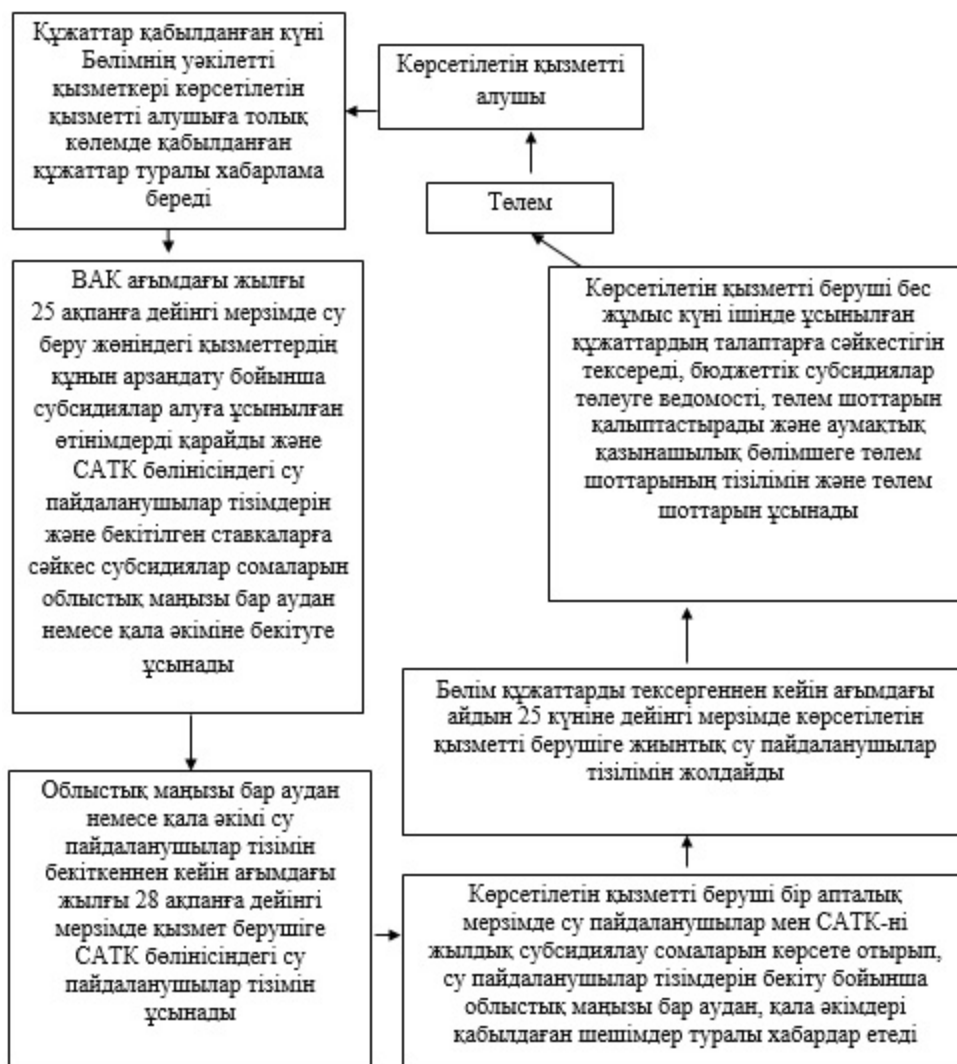 Құжаттар қабылданған күні
Бөлімнің уәкілетті
қызметкері көрсетілетін
қызметті алушыға толық
көлемде қабылданған
құжаттар туралы хабарлама
береді
Көрсетілетін қызметті
алушы
Төлем
ВАК ағымдағы жылғы
25 ақпанға дейінгі мерзімде су
беру жөніндегі қызметтердің
құнын арзандату бойынша
субсидиялар алуға ұсынылған
өтінімдерді қарайды және
САТК бөлінісіндегі су
пайдаланушылар тізімдерін
және бекітілген ставкаларға
сәйкес субсидиялар сомаларын
облыстық маңызы бар аудан
немесе қала әкіміне бекітуге
ұсынады
Көрсетілетін қызметті беруші бес
жұмыс күні ішінде ұсынылған
құжаттардың талаптарға сәйкестігін
тексереді, бюджеттік субсидиялар
төлеуге ведомості, төлем шоттарын
қалыптастырады және аумақтық
қазынашылық бөлімшеге төлем
шоттарының тізілімін және төлем
шоттарын ұсынады
Бөлім құжаттарды тексергеннен кейін ағымдағы
айдын 25 күніне дейінгі мерзімде көрсетілетін
қызметті берушіге жиынтық су пайдаланушылар
тізілімін жолдайды
Облыстық маңызы бар аудан
немесе қала әкімі су
пайдаланушылар тізімін
бекіткеннен кейін ағымдағы
жылғы 28 ақпанға дейінгі
мерзімде қызмет берушіге
САТК бөлінісіндегі су
пайдаланушылар тізімін
ұсынады
Көрсетілетін қызметті беруші бір апталық
мерзімде су пайдаланушылар мен САТК-ні
жылдық субсидиялау сомаларын көрсете отырып,
су пайдаланушылар тізімдерін бекіту бойынша
облыстық маңызы бар аудан, қала әкімдері
қабылдаған шешімдер туралы хабардар етеді